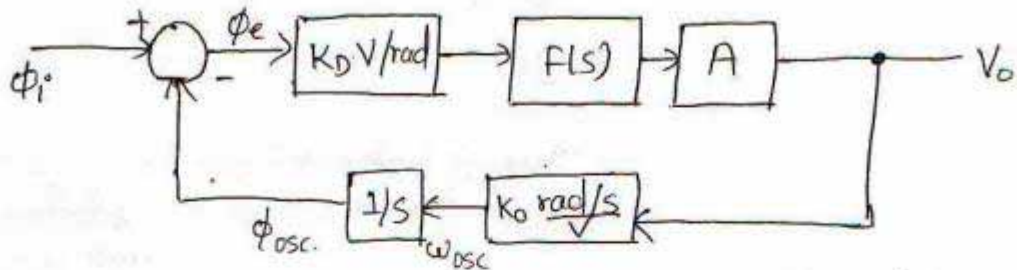 +
ϕe
KD V/rad
F(s)
A
Vo
ϕi
-
1/s
Ko rad/s/V
ϕosc.
ωosc